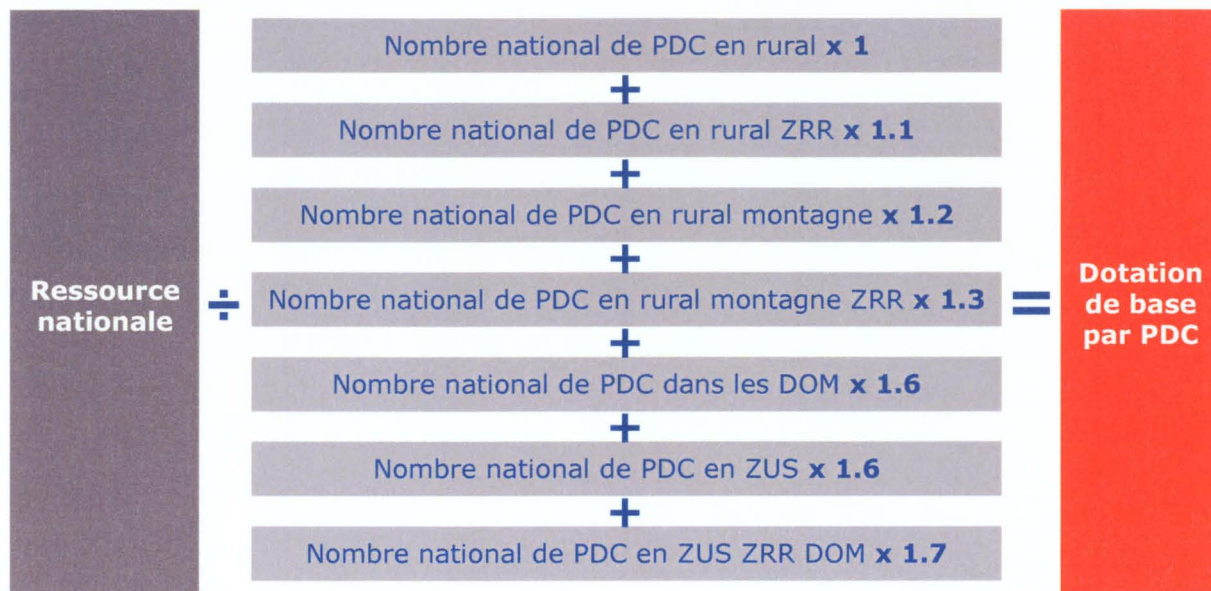 Nombre national de PDC en rural x 1
+
Nombre national de PDC en rural ZRR x 1.1
+
Nombre national de PDC en rural montagne x 1.2
+
Ressource
nationale
÷
Nombre national de PDC en rural montagne ZRR x 1.3
=
Dotation
de base
par PDC
+
Nombre national de PDC dans les DOM x 1.6
+
Nombre national de PDC en ZUS x 1.6
+
Nombre national de PDC en ZUS ZRR DOM x 1.7